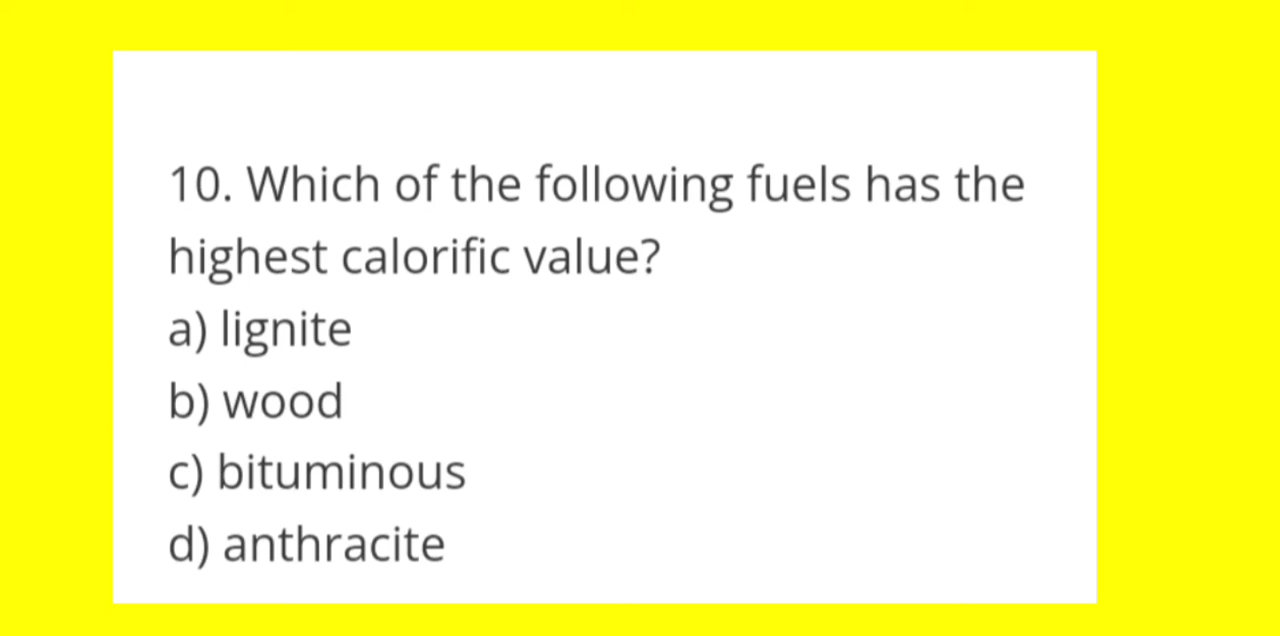 10. Which of the following fuels has the
highest calorific value?
a) lignite
b) wood
c) bituminous
d) anthracite